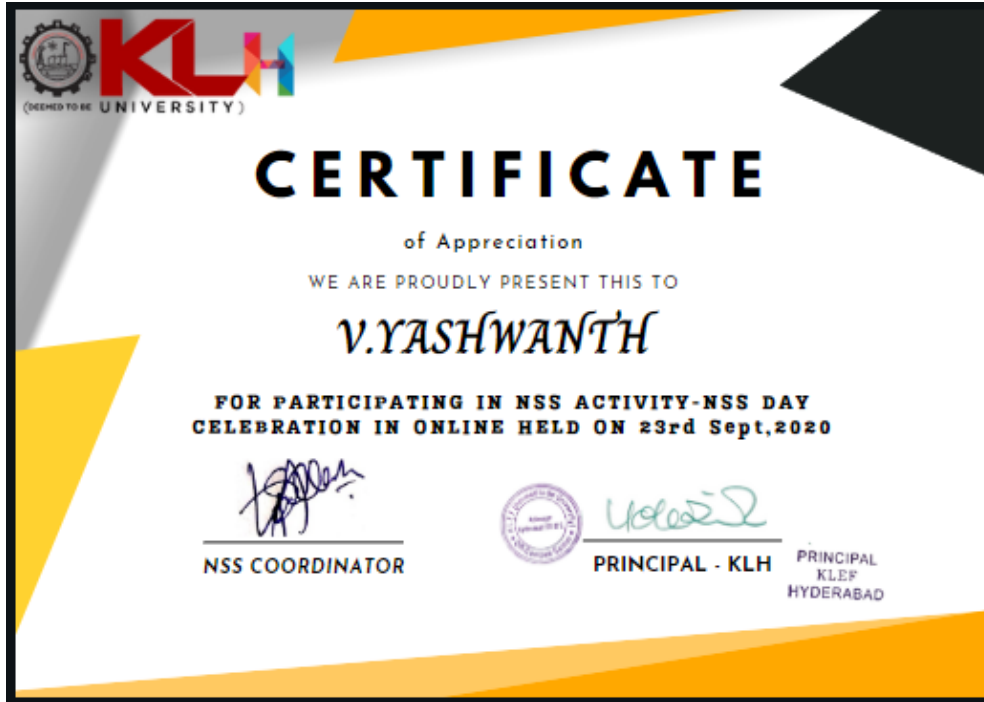 KLH
(DEEMED TO BE UNIVERSITY)
CERTIFICATE
of Appreciation
WE ARE PROUDLY PRESENT THIS TO
V.YASHWANTH
FOR PARTICIPATING IN NSS ACTIVITY-NSS DAY
CELEBRATION IN ONLINE HELD ON 23rd Sept,2020
NSS COORDINATOR
PRINCIPAL - KLH
PRINCIPAL
KLEF
HYDERABAD